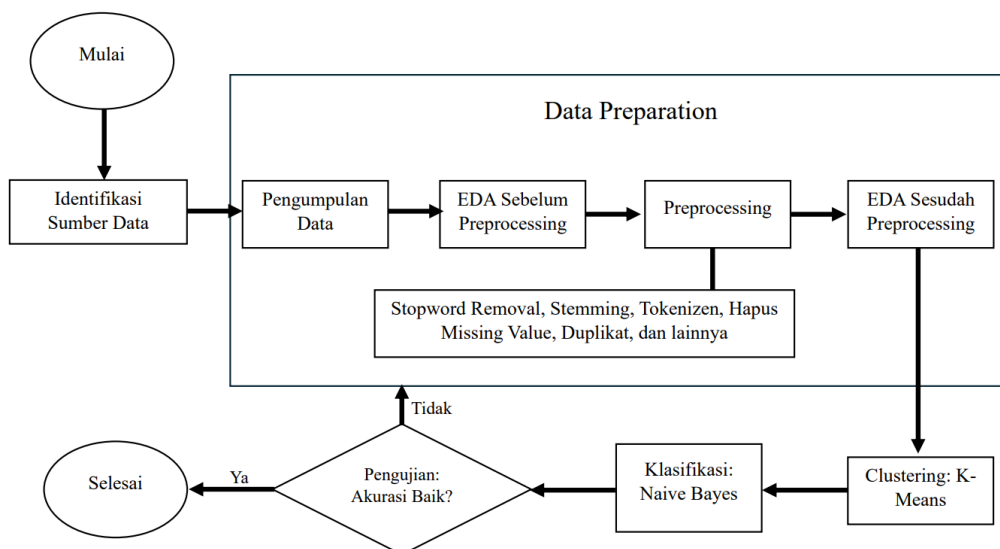 Mulai
Data Preparation
Identifikasi
Sumber Data
Pengumpulan
Data
EDA Sebelum
Preprocessing
Preprocessing
EDA Sesudah
Preprocessing
Stopword Removal, Stemming, Tokenizen, Hapus
Missing Value, Duplikat, dan lainnya
Tidak
Selesai
Ya
Pengujian:
Akurasi Baik?
Klasifikasi:
Naive Bayes
Clustering: K-
Means